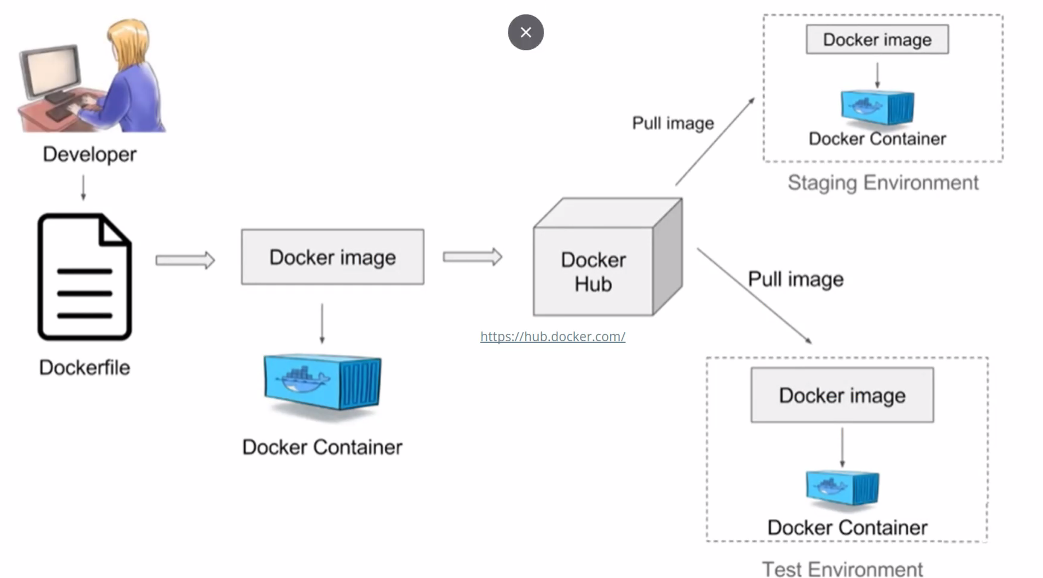 Developer
Dockerfile
Docker image
Docker Container
Docker
Hub
https://hub.docker.com/
Pull image
Docker image
Docker Container
Staging Environment
Pull image
Docker image
Docker Container
Test Environment